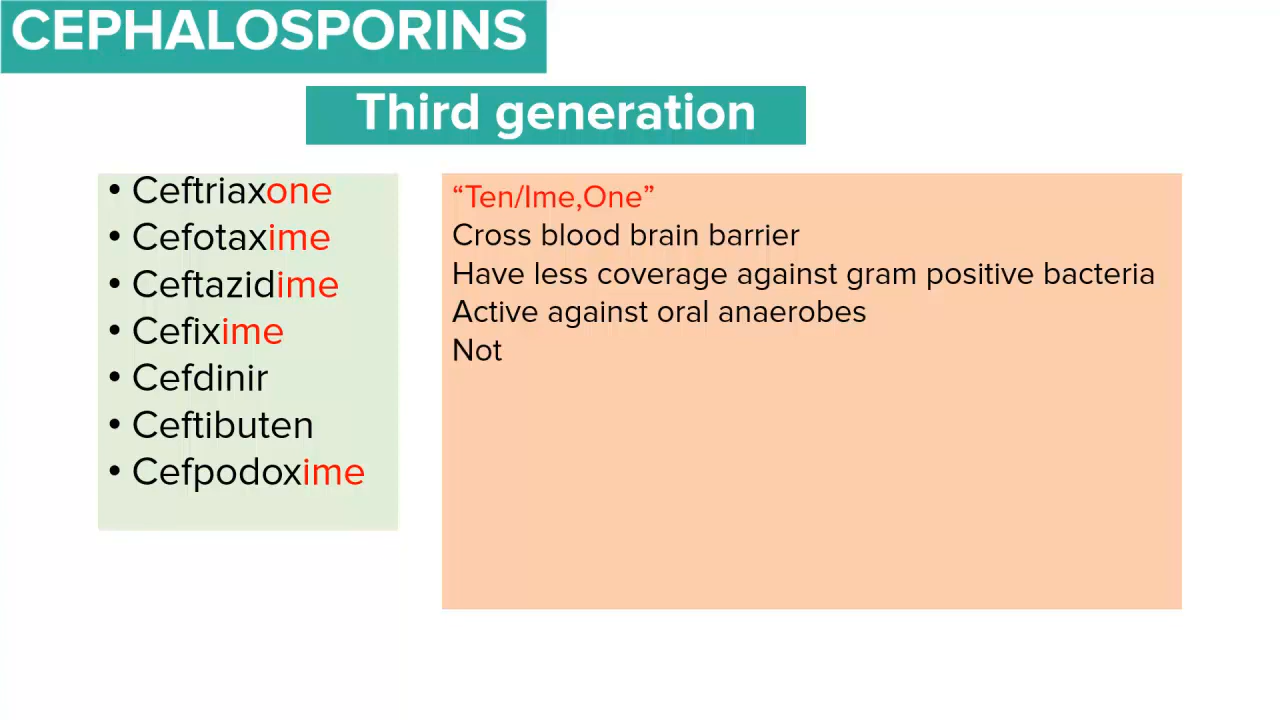 CEPHALOSPORINS
Third generation
• Ceftriaxone
• Cefotaxime
• Ceftazidime
• Cefixime
• Cefdinir
• Ceftibuten
• Cefpodoxime
“Ten/Ime,One”
Cross blood brain barrier
Have less coverage against gram positive bacteria
Active against oral anaerobes
Not